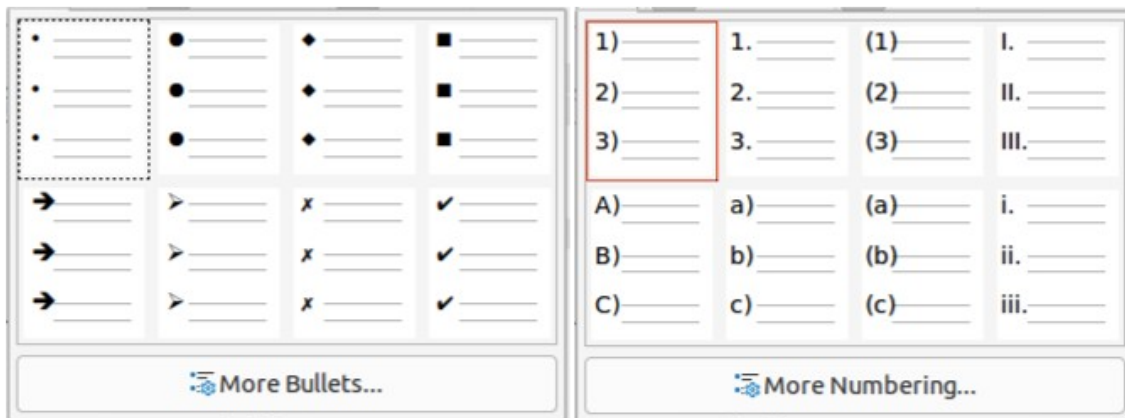 •
•
•
●
●
●
◆
◆
◆
■
■
■
➔
➔
➔
➢
➢
➢
✗
✗
✗
✔
✔
✔
More Bullets...
1)
2)
3)
1.
2.
3.
(1)
(2)
(3)
I.
II.
III.
A)
B)
C)
a)
b)
c)
(a)
(b)
(c)
i.
ii.
iii.
More Numbering...